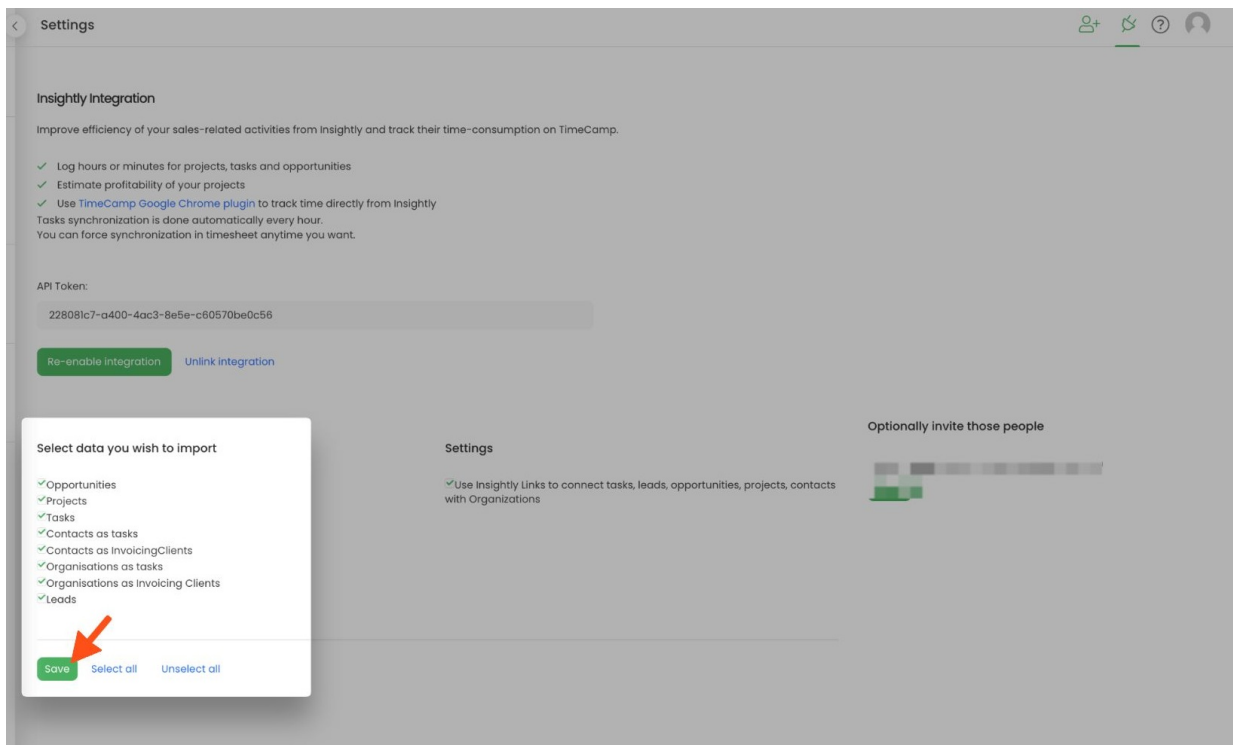 Settings
Insightly Integration
Improve efficiency of your sales-related activities from Insightly and track their time-consumption on TimeCamp.
Log hours or minutes for projects, tasks and opportunities
Estimate profitability of your projects
Use TimeCamp Google Chrome plugin to track time directly from Insightly
Tasks synchronization is done automatically every hour.
You can force synchronization in timesheet anytime you want.
API Token:
228081c7-a400-4ac3-8e5e-c60570be0c56
Re-enable integration Unlink integration
Select data you wish to import
Opportunities
Projects
Tasks
Contacts as tasks
Contacts as InvoicingClients
Organisations as tasks
Organisations as Invoicing Clients
Leads
Save Select all Unselect all
Settings
Use Insightly Links to connect tasks, leads, opportunities, projects, contacts
with Organizations
Optionally invite those people